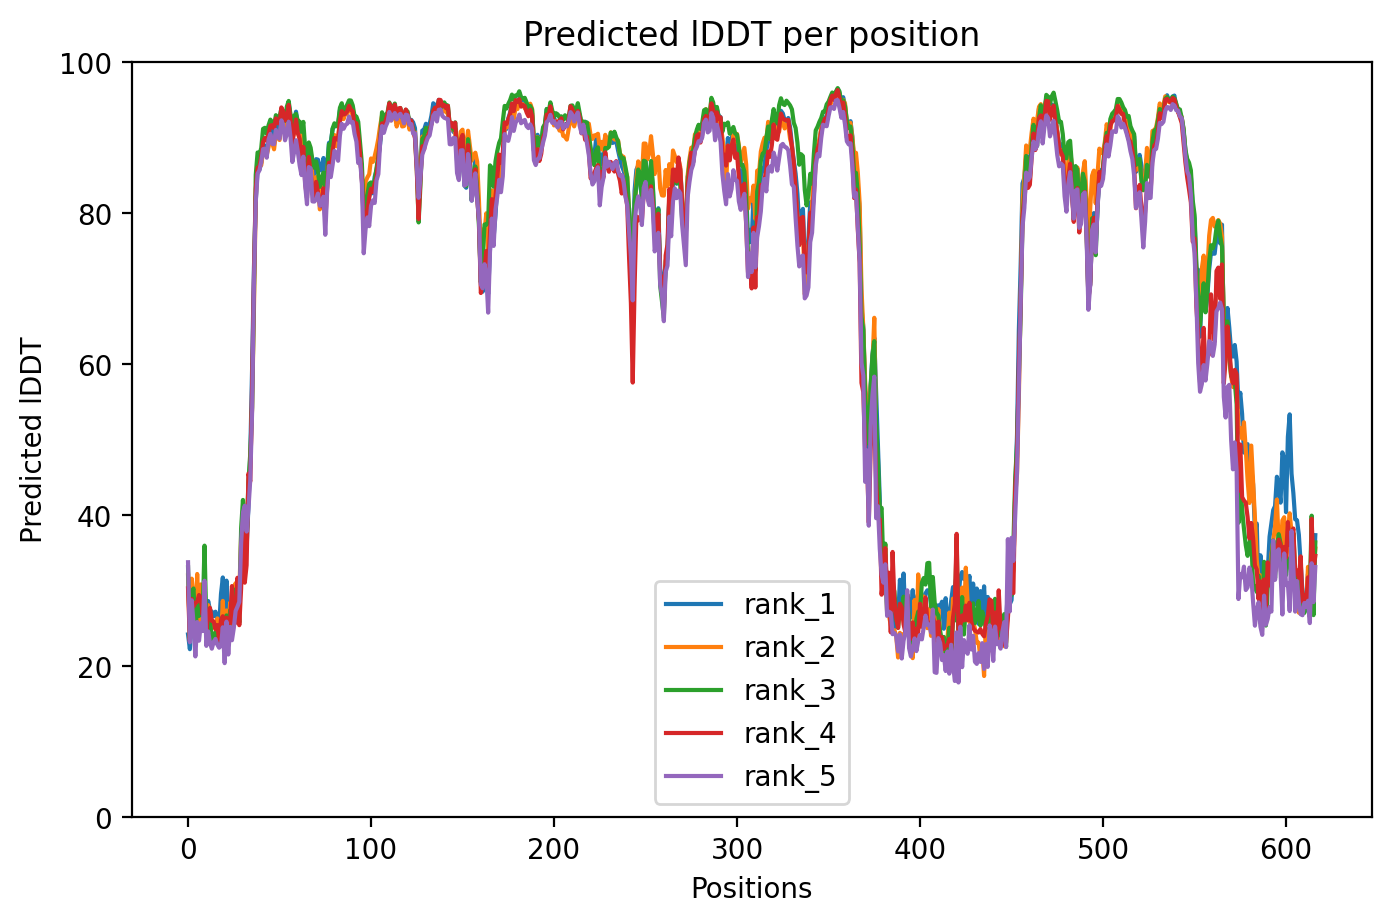 Predicted lDDT per position
100
80
60
40
20
0
Predicted lDDT
0 100 200 300 400 500 600
Positions
rank_1
rank_2
rank_3
rank_4
rank_5